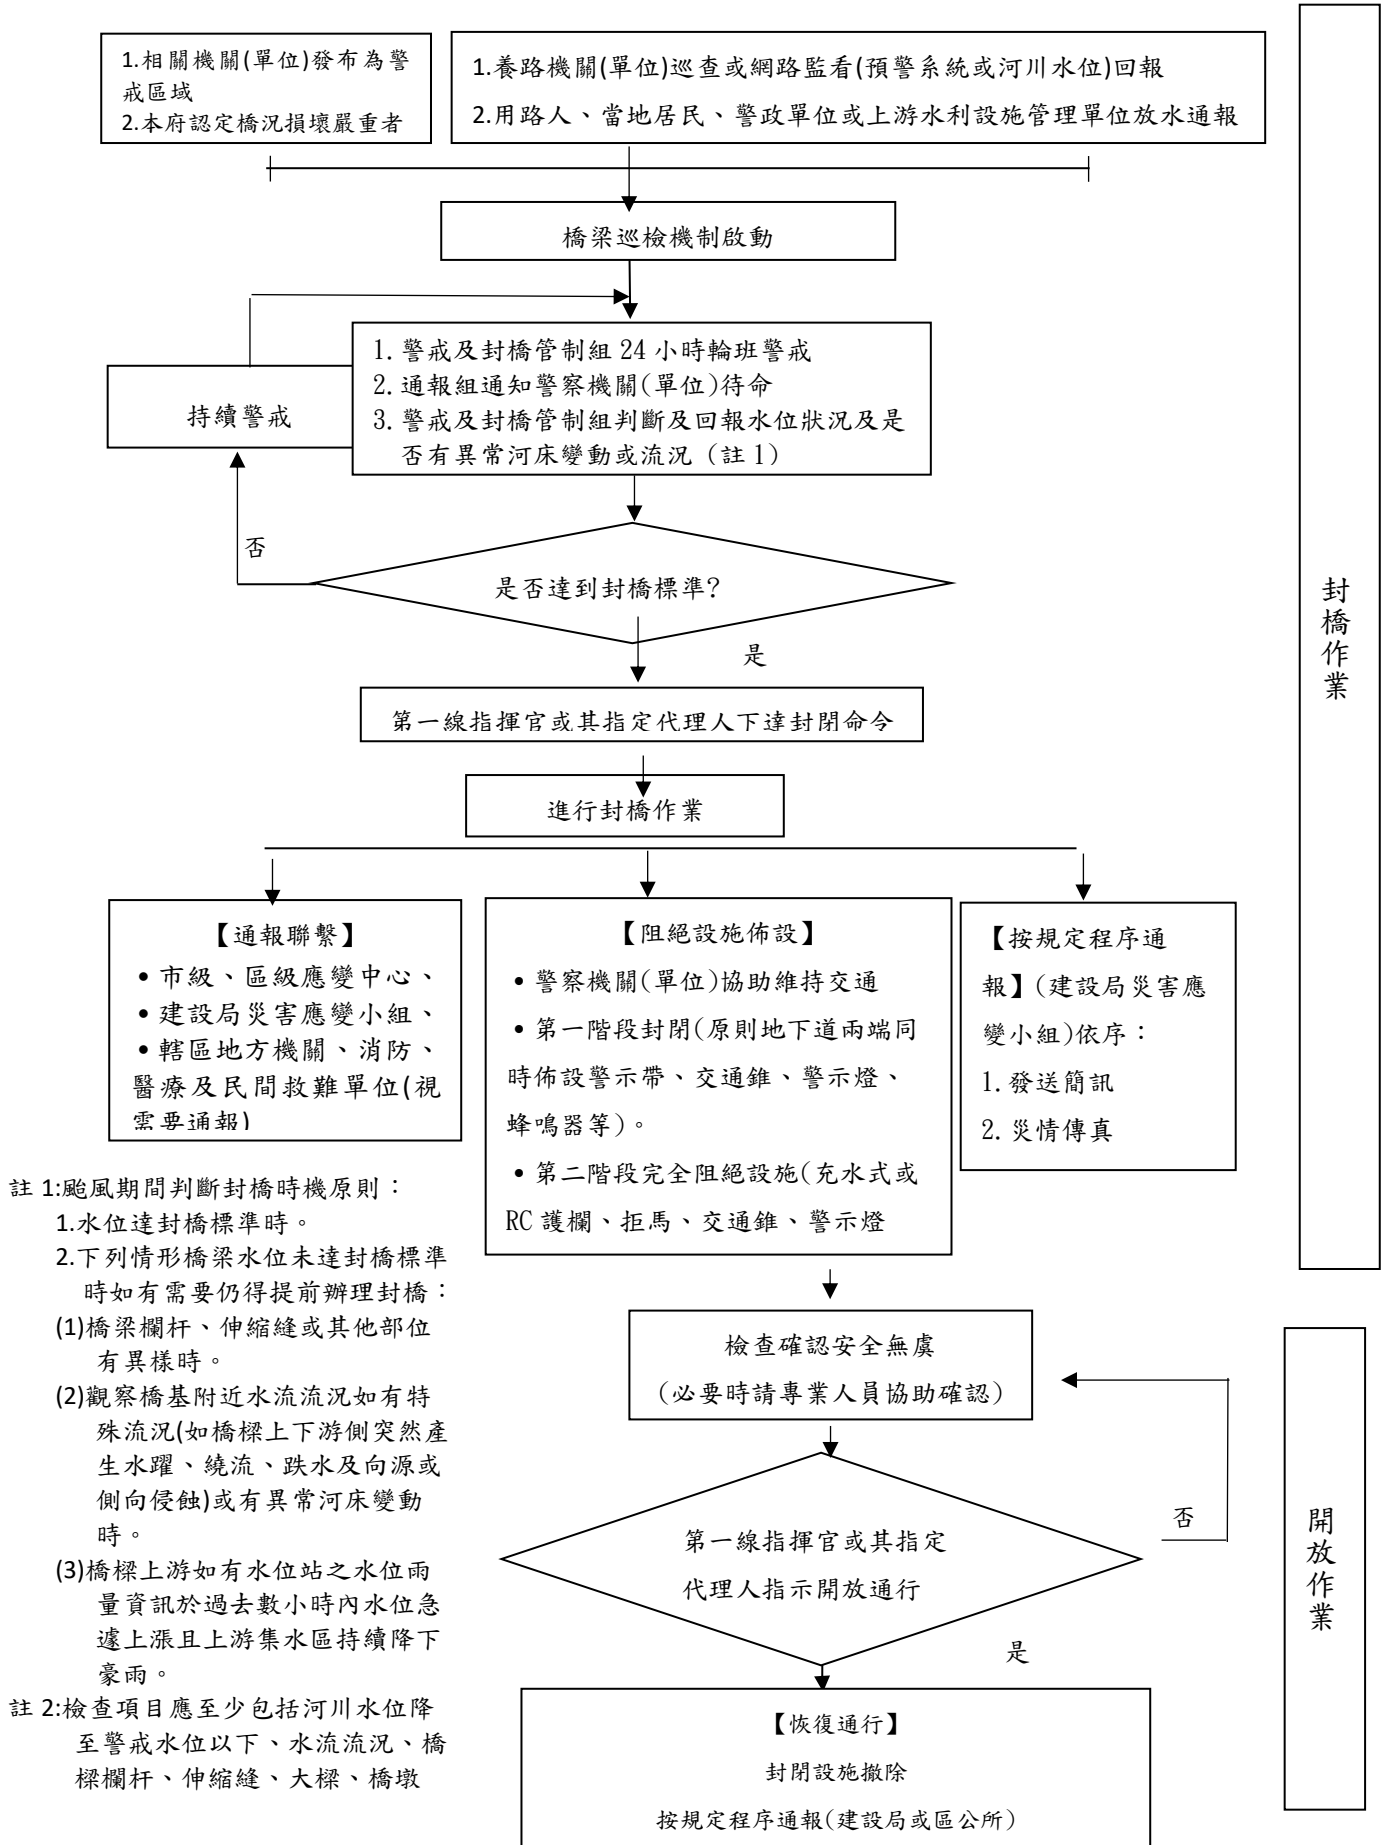 1.相關機關(單位)發布為警
戒區域
2.本府認定橋況損壞嚴重者
1.養路機關(單位)巡查或網路監看(預警系統或河川水位)回報
2.用路人、當地居民、警政單位或上游水利設施管理單位放水通報
橋梁巡檢機制啟動
持續警戒
1. 警戒及封橋管制組 24 小時輪班警戒
2. 通報組通知警察機關(單位)待命
3. 警戒及封橋管制組判斷及回報水位狀況及是
否有異常河床變動或流況（註 1）
否
是否達到封橋標準?
是
第一線指揮官或其指定代理人下達封閉命令
進行封橋作業
【通報聯繫】
• 市級、區級應變中心、
• 建設局災害應變小組、
• 轄區地方機關、消防、
醫療及民間救難單位(視
需要通報)
【阻絕設施佈設】
• 警察機關(單位)協助維持交通
• 第一階段封閉(原則地下道兩端同
時佈設警示帶、交通錐、警示燈、
蜂鳴器等)。
• 第二階段完全阻絕設施(充水式或
RC 護欄、拒馬、交通錐、警示燈
【按規定程序通
報】(建設局災害應
變小組)依序：
1. 發送簡訊
2. 災情傳真
封橋作業
註 1:颱風期間判斷封橋時機原則：
1.水位達封橋標準時。
2.下列情形橋梁水位未達封橋標準
時如有需要仍得提前辦理封橋：
(1)橋梁欄杆、伸縮縫或其他部位
有異樣時。
(2)觀察橋基附近水流流況如有特
殊流況(如橋樑上下游側突然產
生水躍、繞流、跌水及向源或
側向侵蝕)或有異常河床變動
時。
(3)橋樑上游如有水位站之水位雨
量資訊於過去數小時內水位急
遽上漲且上游集水區持續降下
豪雨。
註 2:檢查項目應至少包括河川水位降
至警戒水位以下、水流流況、橋
樑欄杆、伸縮縫、大樑、橋墩
檢查確認安全無虞
（必要時請專業人員協助確認）
否
第一線指揮官或其指定
代理人指示開放通行
是
【恢復通行】
封閉設施撤除
按規定程序通報(建設局或區公所）
開放作業